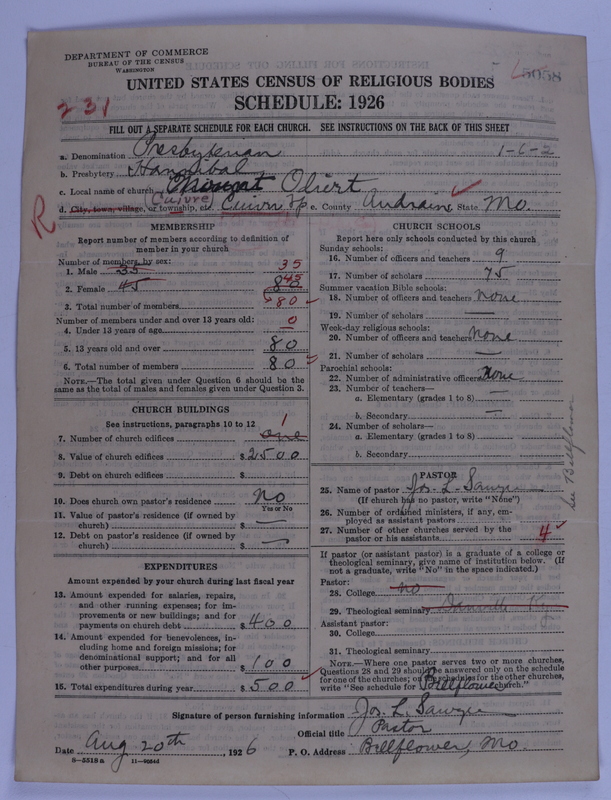 DEPARTMENT OF COMMERCE
BUREAU OF THE CENSUS
WASHINGTON
5058
UNITED STATES CENSUS OF RELIGIOUS BODIES
SCHEDULE: 1926
231
FILL OUT A SEPARATE SCHEDULE FOR EACH CHURCH. SEE INSTRUCTIONS ON THE BACK OF THIS SHEET
a. Denomination Presbyterian 1-6-2
b. Presbytery Hannibal
c. Local name of church Mount Olivet
R
d. City, town, village, or township, etc. Cuivre Cuivre Tp e. County Audrain State Mo.
MEMBERSHIP
Report number of members according to definition of
member in your church
Number of members by sex:
1. Male 35 35
2. Female 45 45
3. Total number of members 80
Number of members under and over 13 years old:
4. Under 13 years of age 0
5. 13 years old and over 80
6. Total number of members 80
NOTE.—The total given under Question 6 should be
the same as the total of males and females given under Question 3.
CHURCH BUILDINGS
See instructions, paragraphs 10 to 12
7. Number of church edifices one 1
8. Value of church edifices $2500
9. Debt on church edifices $
10. Does church own pastor's residence No
Yes or No
11. Value of pastor's residence (if owned by
church) $ —
12. Debt on pastor's residence (if owned by
church) $ —
EXPENDITURES
Amount expended by your church during last fiscal year
13. Amount expended for salaries, repairs,
and other running expenses; for im-
provements or new buildings; and for
payments on church debt $400
14. Amount expended for benevolences, in-
cluding home and foreign missions; for
denominational support; and for all
other purposes $100
15. Total expenditures during year $500
CHURCH SCHOOLS
Report here only schools conducted by this church
Sunday schools:
16. Number of officers and teachers 9
17. Number of scholars 75
Summer vacation Bible schools:
18. Number of officers and teachers none
19. Number of scholars —
Week-day religious schools:
20. Number of officers and teachers None
21. Number of scholars —
Parochial schools:
22. Number of administrative officers None
23. Number of teachers—
a. Elementary (grades 1 to 8) —
b. Secondary —
24. Number of scholars—
a. Elementary (grades 1 to 8)
b. Secondary
See Bellflower
PASTOR
25. Name of pastor Jos. L. Sawyer
(If church has no pastor, write "None")
26. Number of ordained ministers, if any, em-
ployed as assistant pastors
27. Number of other churches served by the
pastor or his assistants 4
If pastor (or assistant pastor) is a graduate of a college or
theological seminary, give name of institution below. (If
not a graduate, write "No" in the space indicated.)
Pastor:
28. College no
29. Theological seminary Danville Ky
Assistant pastor:
30. College
31. Theological seminary
NOTE.—Where one pastor serves two or more churches,
Questions 28 and 29 should be answered only on the schedule
for one of the churches; on the schedules for the other churches,
write "See schedule for Bellflower church."
Signature of person furnishing information Jos. L. Sawyer
Official title Pastor
Date Aug 20th, 1926 P. O. Address Bellflower, Mo.
8—5518a